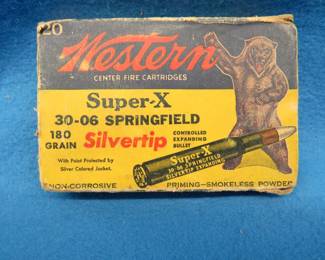 20
Western
CENTER FIRE CARTRIDGES
Super-X
30-06 SPRINGFIELD
180 GRAIN Silvertip CONTROLLED EXPANDING BULLET
With Point Protected by
Silver Colored Jacket.
Super-X
30-06 SPRINGFIELD
SILVERTIP EXPANDING
NON-CORROSIVE PRIMING—SMOKELESS POWDER